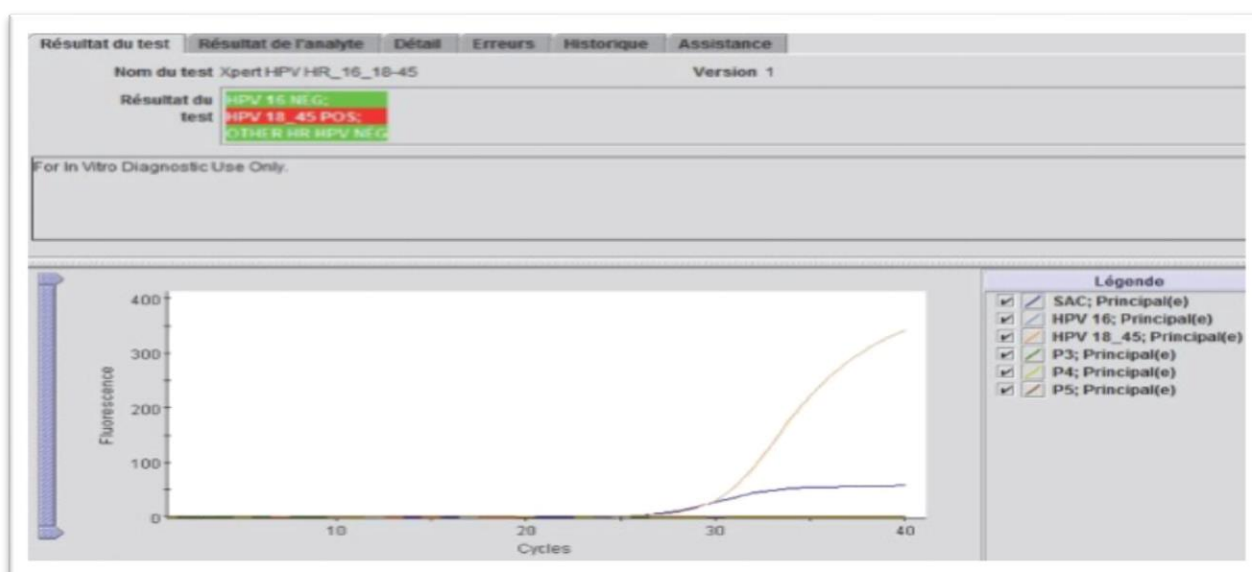 Résultat du test Résultat de l'analyte Détail Erreurs Historique Assistance
Nom du test Xpert HPV HR_16_18-45 Version 1
Résultat du test
HPV 16 NEG;
HPV 18_45 POS;
OTHER HR HPV NEG
For In Vitro Diagnostic Use Only.
Légende
SAC; Principal(e)
HPV 16; Principal(e)
HPV 18_45; Principal(e)
P3; Principal(e)
P4; Principal(e)
P5; Principal(e)
400
300
200
100
0
Fluorescence
10 20 30 40
Cycles